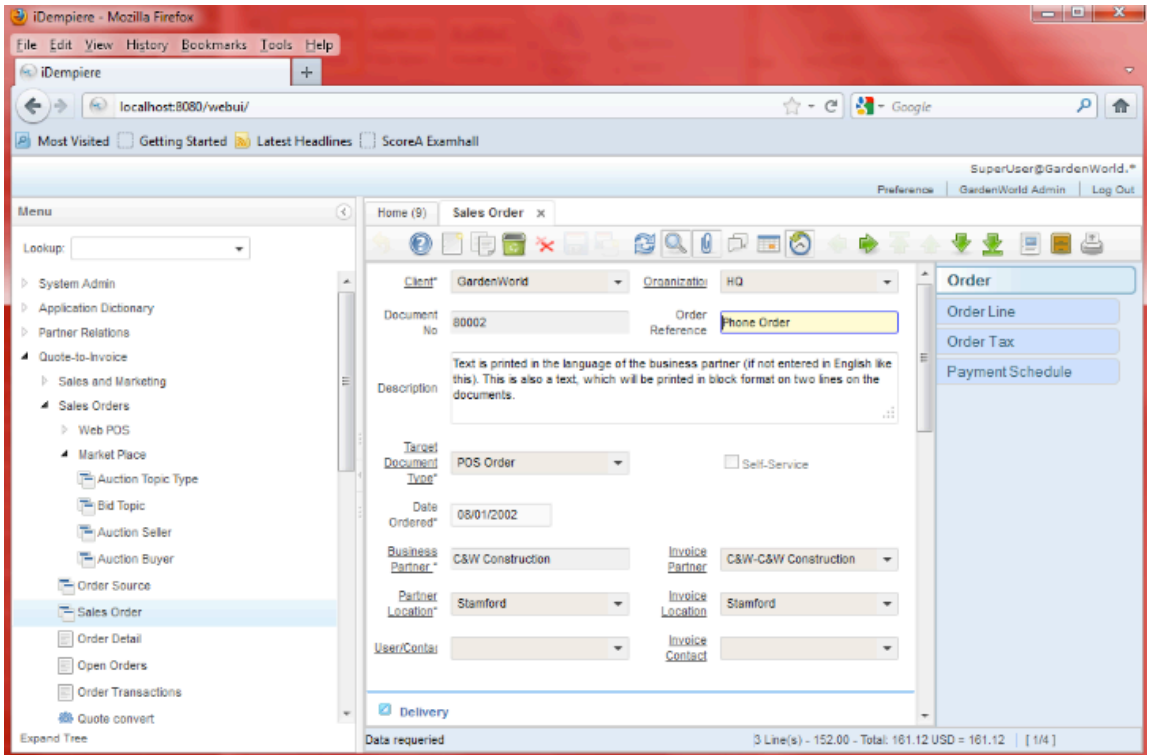 iDempiere - Mozilla Firefox
File Edit View History Bookmarks Tools Help
iDempiere
localhost:8080/webui/
Google
Most Visited Getting Started Latest Headlines ScoreA Examhall
SuperUser@GardenWorld.*
Preference GardenWorld Admin Log Out
Menu
Home (9) Sales Order x
Lookup:
System Admin
Application Dictionary
Partner Relations
Quote-to-Invoice
Sales and Marketing
Sales Orders
Web POS
Market Place
Auction Topic Type
Bid Topic
Auction Seller
Auction Buyer
Order Source
Sales Order
Order Detail
Open Orders
Order Transactions
Quote convert
Expand Tree
Client* GardenWorld Organization HQ
Document No 80002 Order Reference Phone Order
Description Text is printed in the language of the business partner (if not entered in English like
this). This is also a text, which will be printed in block format on two lines on the
documents.
Target Document Type* POS Order Self-Service
Date Ordered* 08/01/2002
Business Partner * C&W Construction Invoice Partner C&W-C&W Construction
Partner Location* Stamford Invoice Location Stamford
User/Contac Invoice Contact
Delivery
Data requeried 3 Line(s) - 152.00 - Total: 161.12 USD = 161.12 [ 1/4 ]
Order
Order Line
Order Tax
Payment Schedule